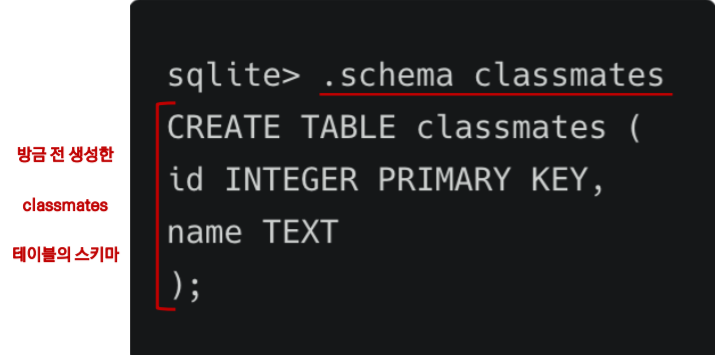 방금 전 생성한
classmates
테이블의 스키마
sqlite> .schema classmates
CREATE TABLE classmates (
id INTEGER PRIMARY KEY,
name TEXT
);